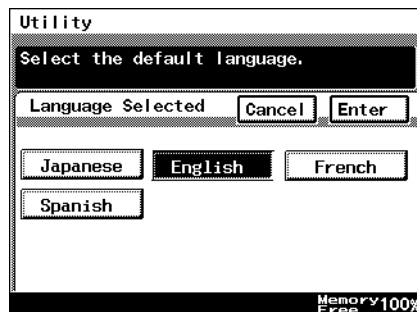 Utility
Select the default language.
Language Selected Cancel Enter
Japanese English French
Spanish
Memory
Free 100%